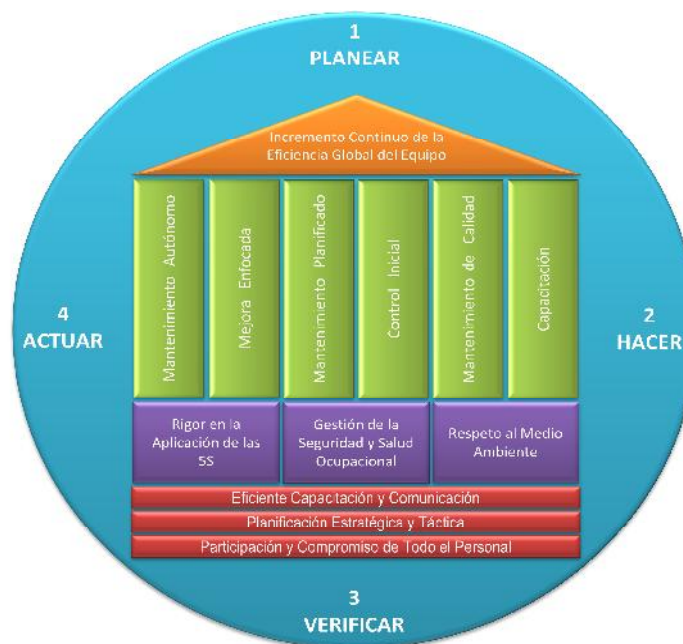 1
PLANEAR
Incremento Continuo de la
Eficiencia Global del Equipo
Mantenimiento Autónomo
Mejora Enfocada
Mantenimiento Planificado
Control Inicial
Mantenimiento de Calidad
Capacitación
4
ACTUAR
2
HACER
Rigor en la
Aplicación de las
5S
Gestión de la
Seguridad y Salud
Ocupacional
Respeto al Medio
Ambiente
Eficiente Capacitación y Comunicación
Planificación Estratégica y Táctica
Participación y Compromiso de Todo el Personal
3
VERIFICAR